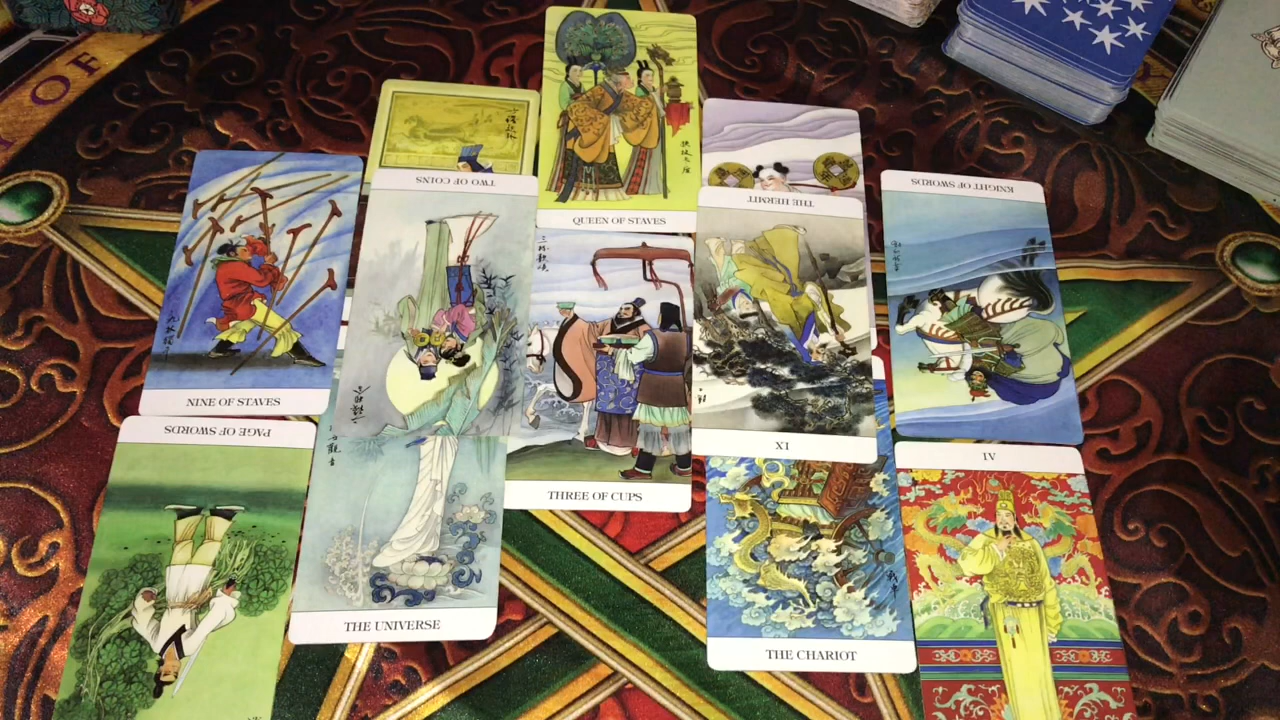 OF
QUEEN OF STAVES
TWO OF COINS
THE HERMIT
KNIGHT OF SWORDS
NINE OF STAVES
PAGE OF SWORDS
THREE OF CUPS
IX
IV
THE UNIVERSE
THE CHARIOT